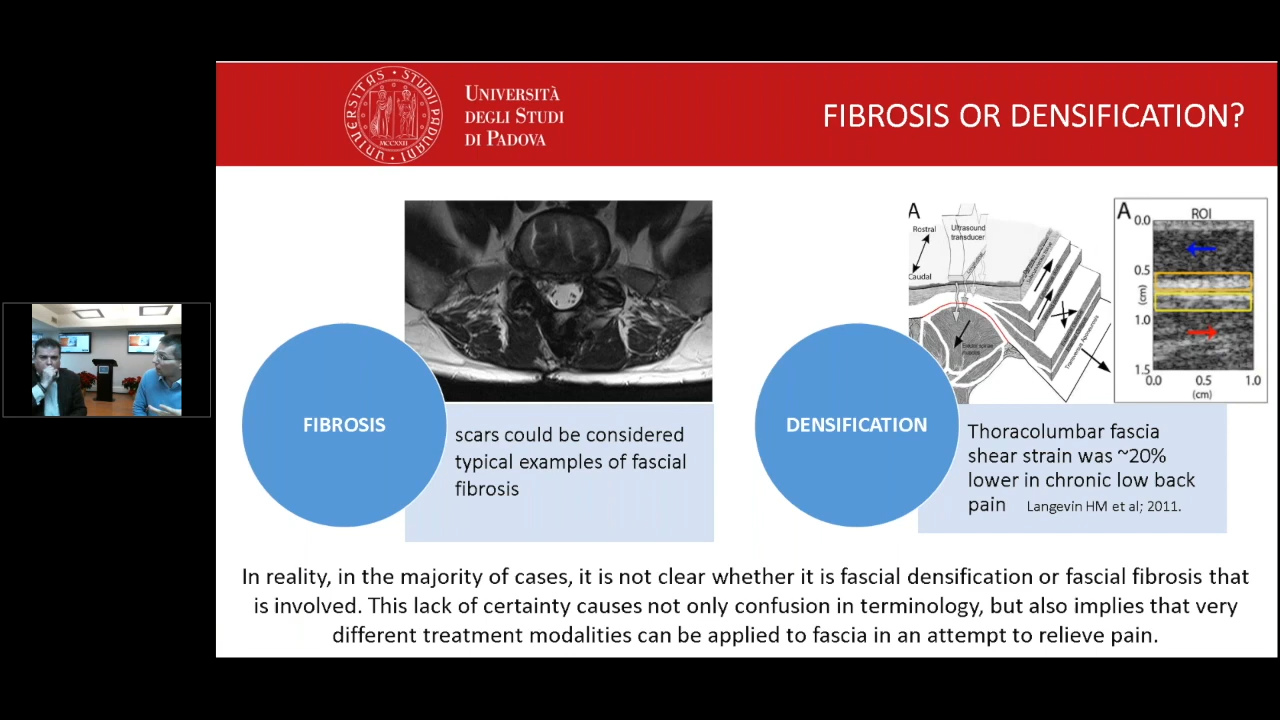 UNIVERSITÀ
DEGLI STUDI
DI PADOVA
UNIVERSITAS STUDII PADUANI
MCCXXII
FIBROSIS OR DENSIFICATION?
FIBROSIS
scars could be considered
typical examples of fascial
fibrosis
A
Rostral
Caudal
Ultrasound
transducer
A
ROI
0.0
0.5
(cm)
1.0
1.5
0.0 0.5 1.0
(cm)
DENSIFICATION
Thoracolumbar fascia
shear strain was ~20%
lower in chronic low back
pain Langevin HM et al; 2011.
In reality, in the majority of cases, it is not clear whether it is fascial densification or fascial fibrosis that
is involved. This lack of certainty causes not only confusion in terminology, but also implies that very
different treatment modalities can be applied to fascia in an attempt to relieve pain.